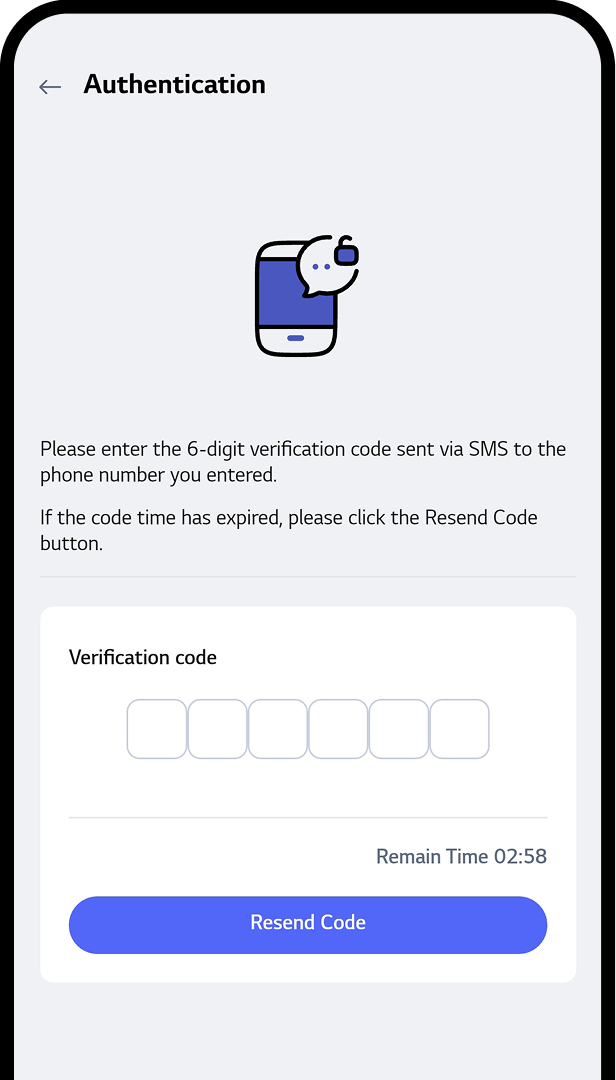 Authentication
Please enter the 6-digit verification code sent via SMS to the
phone number you entered.
If the code time has expired, please click the Resend Code
button.
Verification code
Remain Time 02:58
Resend Code